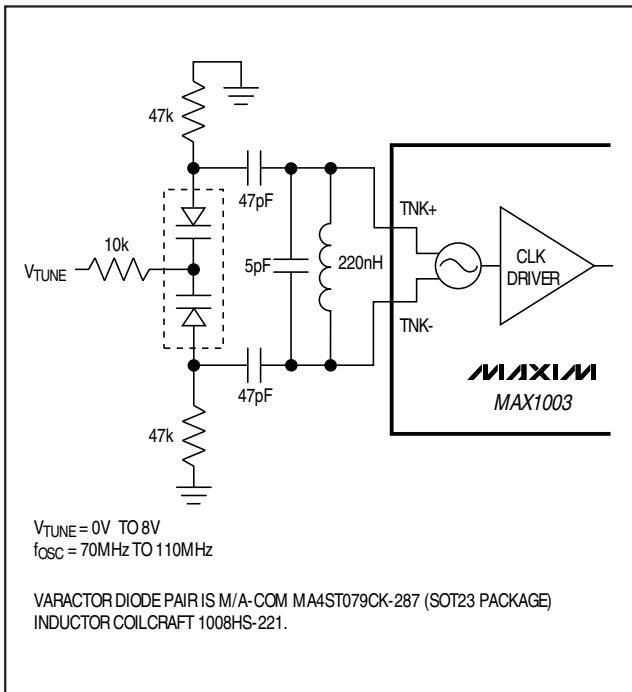 47k
47pF
10k
VTUNE
5pF
220nH
TNK+
CLK
DRIVER
TNK-
MAXIM
MAX1003
47pF
47k
VTUNE = 0V TO 8V
fOSC = 70MHz TO 110MHz
VARACTOR DIODE PAIR IS M/A-COM MA4ST079CK-287 (SOT23 PACKAGE)
INDUCTOR COILCRAFT 1008HS-221.